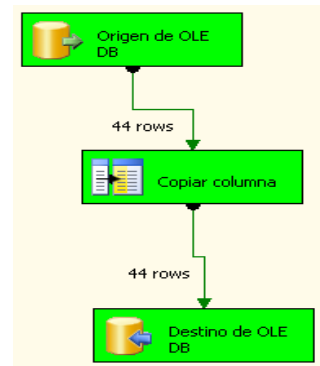 Origen de OLE
DB
44 rows
Copiar columna
44 rows
Destino de OLE
DB